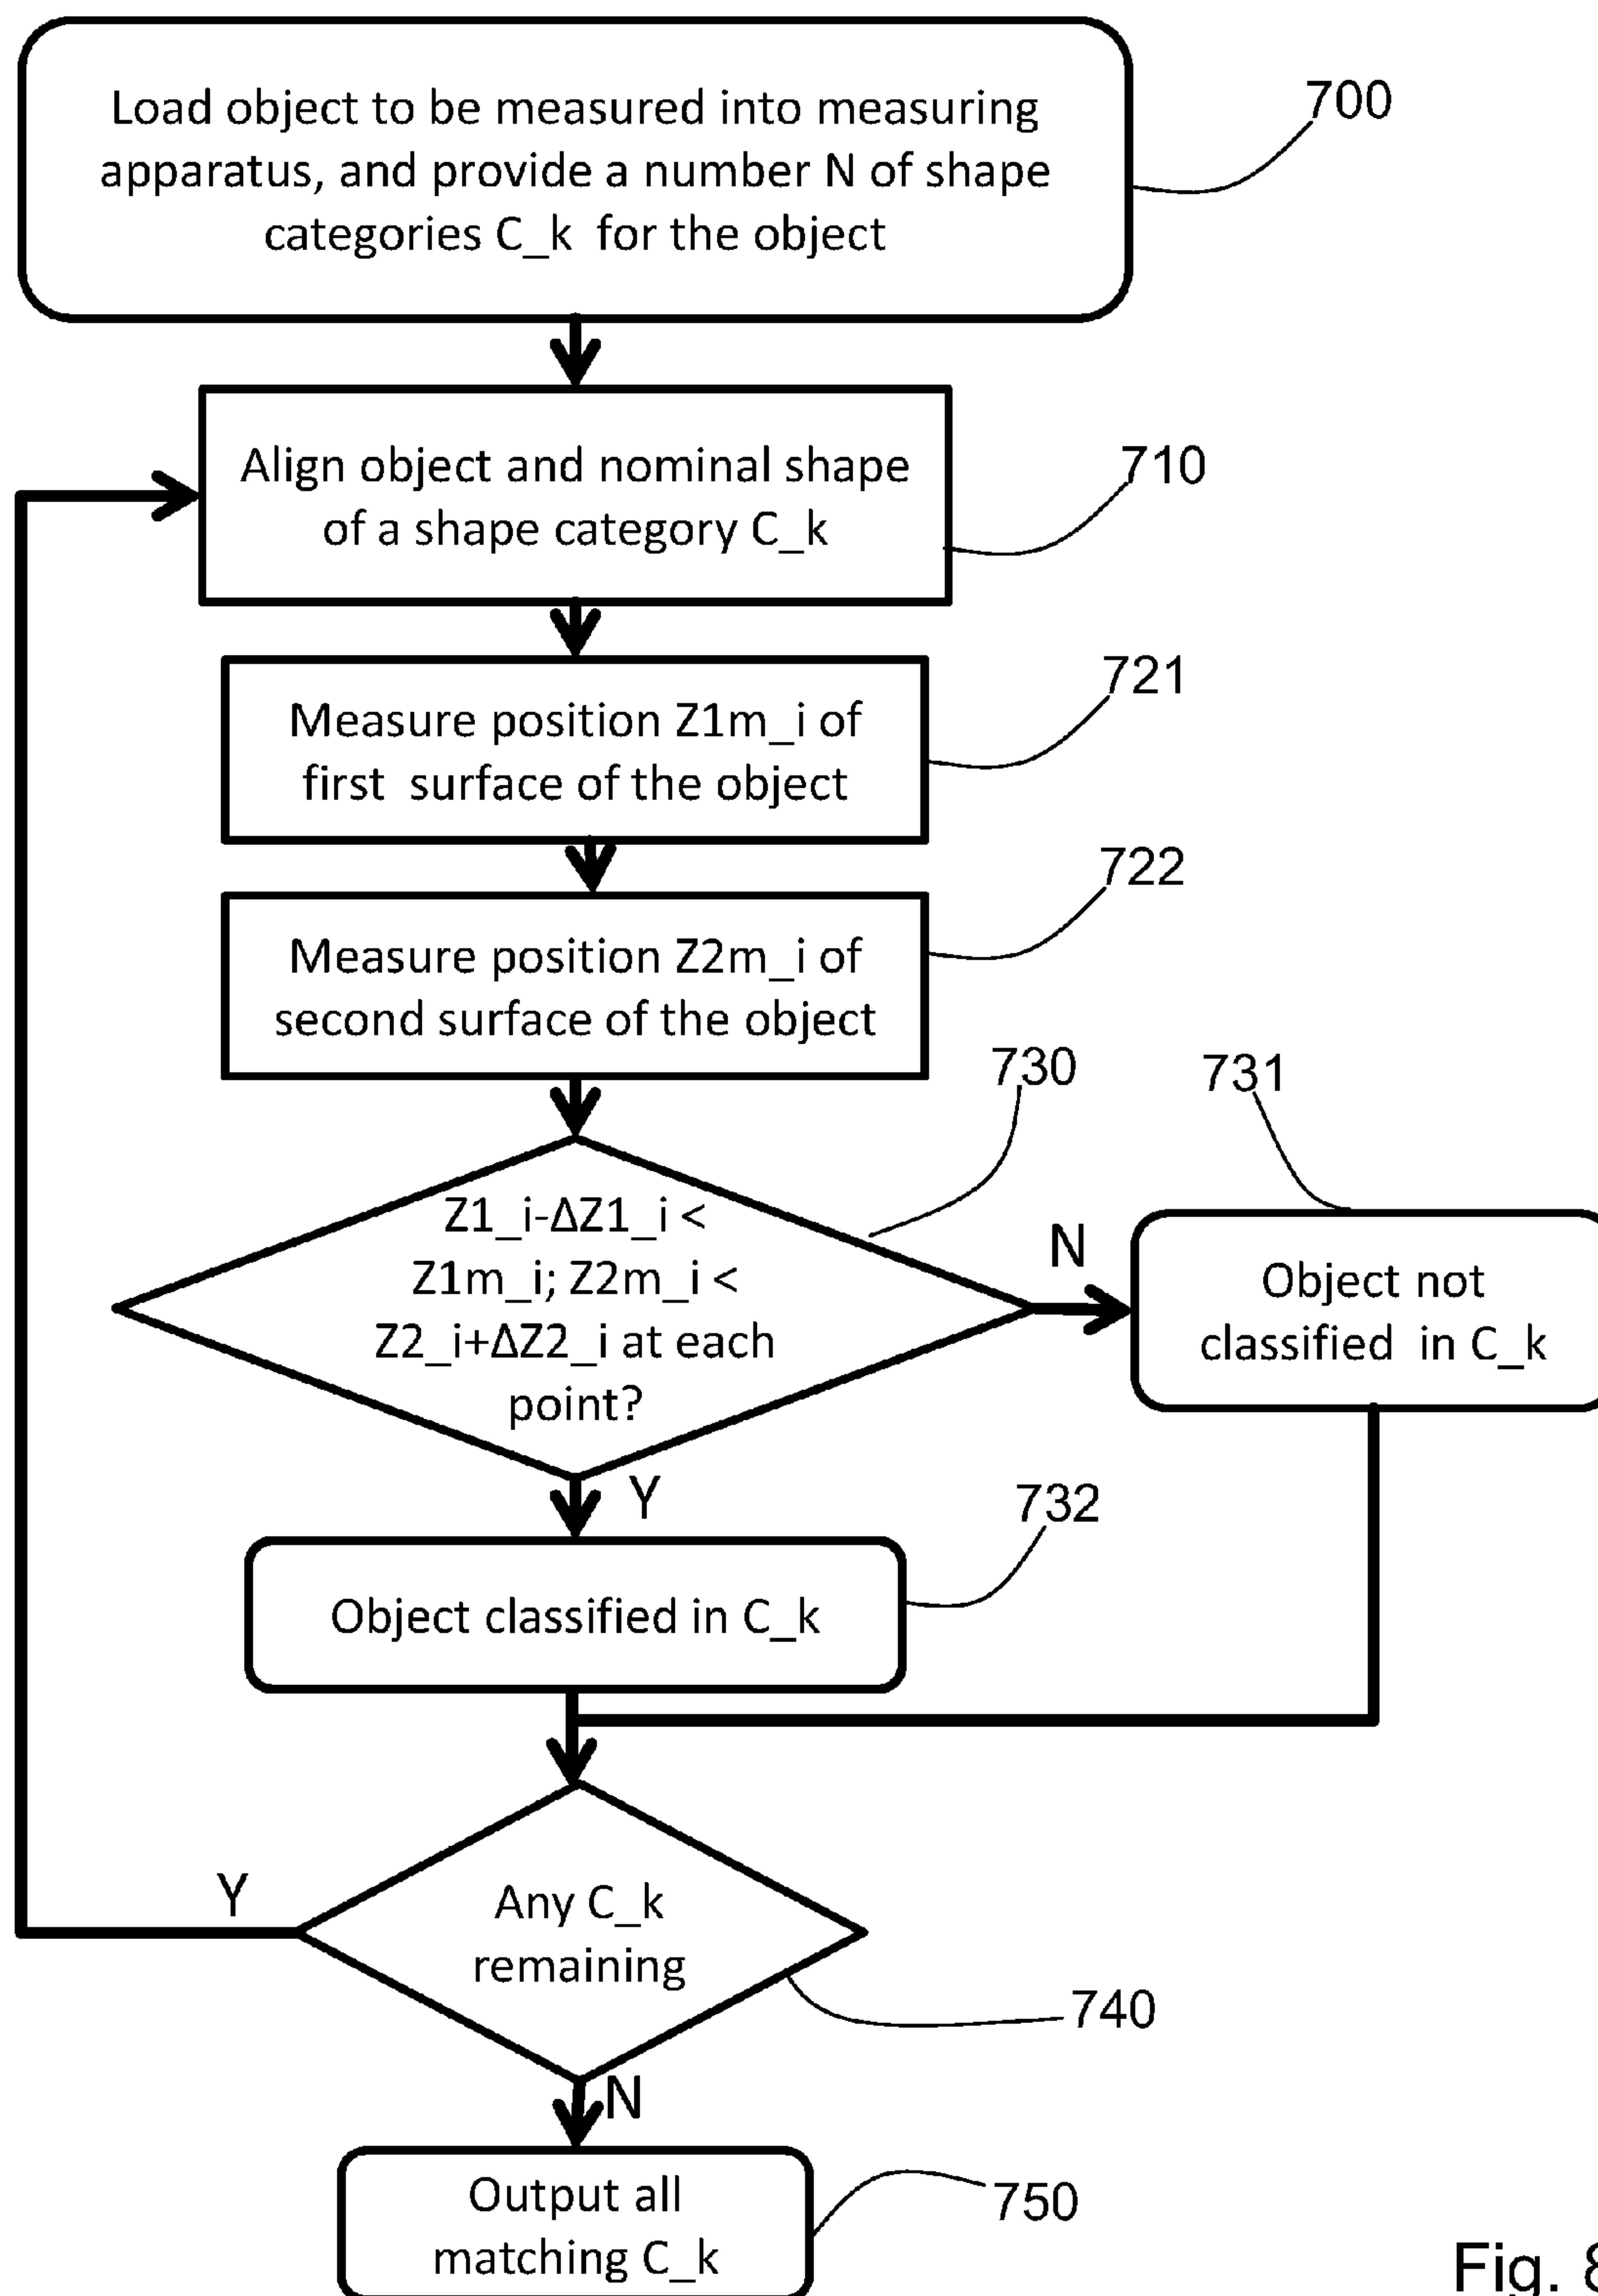 Load object to be measured into measuring
apparatus, and provide a number N of shape
categories C_k for the object
700
Align object and nominal shape
of a shape category C_k
710
Measure position Z1m_i of
first surface of the object
721
Measure position Z2m_i of
second surface of the object
722
Z1_i-ΔZ1_i <
Z1m_i; Z2m_i <
Z2_i+ΔZ2_i at each
point?
730
N
731
Object not
classified in C_k
Y
732
Object classified in C_k
Any C_k
remaining
Y
740
N
Output all
matching C_k
750
Fig. 8